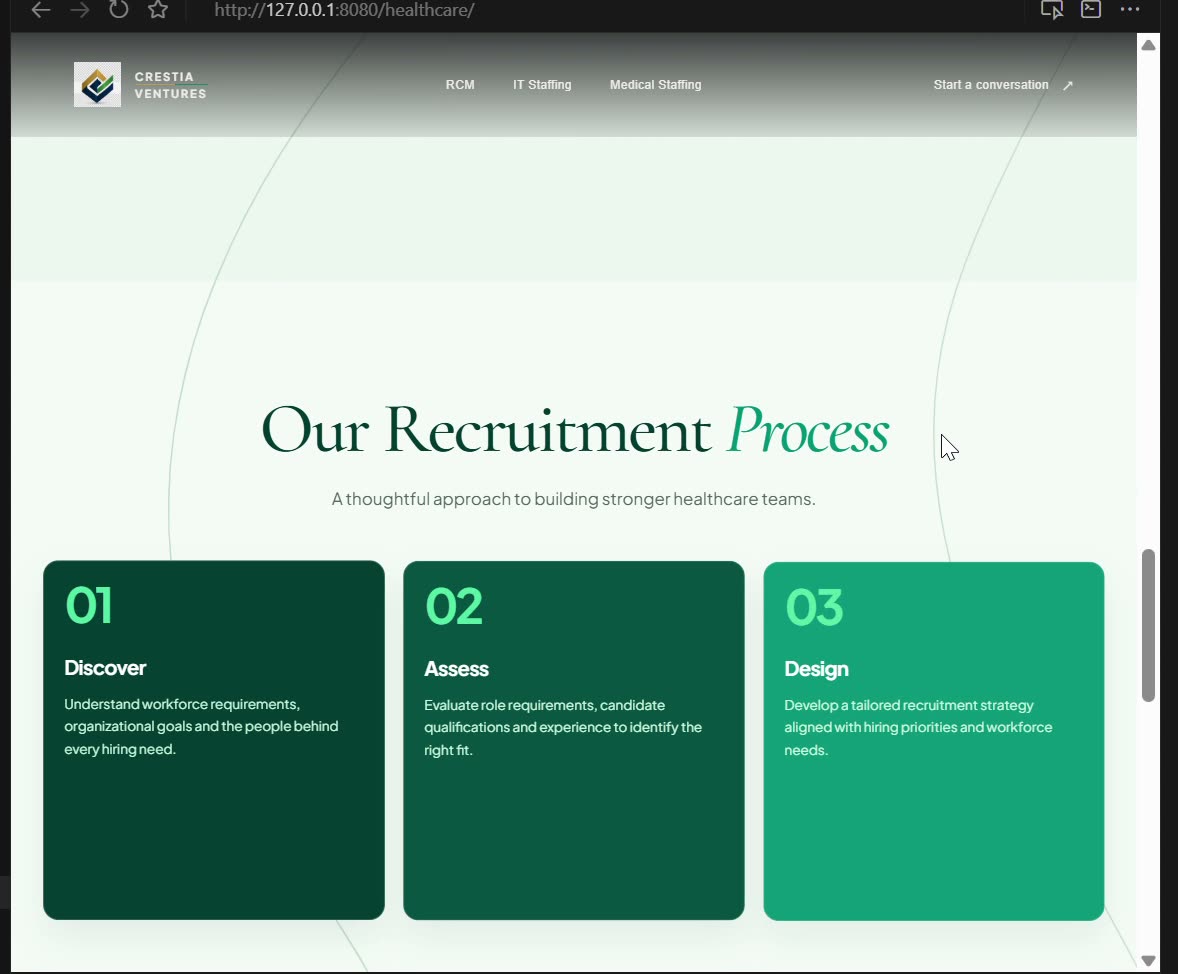 http://127.0.0.1:8080/healthcare/
CRESTIA
VENTURES
RCM IT Staffing Medical Staffing Start a conversation ↗
Our Recruitment Process
A thoughtful approach to building stronger healthcare teams.
01
Discover
Understand workforce requirements,
organizational goals and the people behind
every hiring need.
02
Assess
Evaluate role requirements, candidate
qualifications and experience to identify the
right fit.
03
Design
Develop a tailored recruitment strategy
aligned with hiring priorities and workforce
needs.